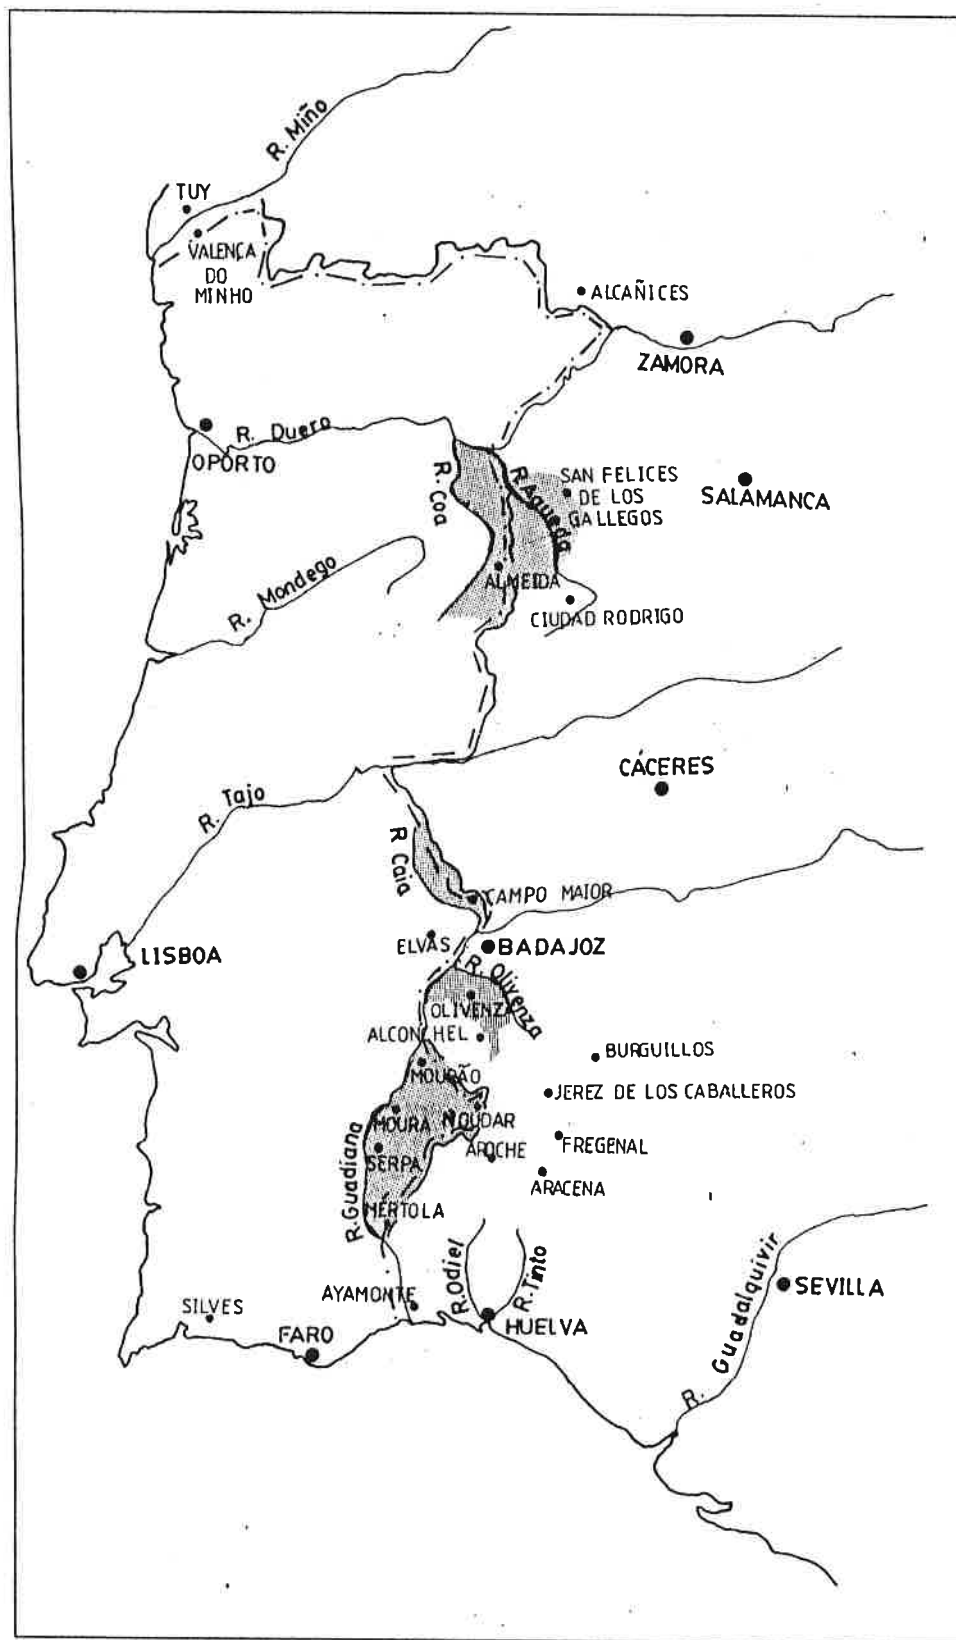 R. Miño
TUY
VALENÇA
DO
MINHO
ALCAÑICES
ZAMORA
R. Duero
OPORTO
R. Coa
R. Agueda
SAN FELICES
DE LOS
GALLEGOS
SALAMANCA
ALMEIDA
R. Mondego
CIUDAD RODRIGO
CÁCERES
R. Tajo
R Caia
CAMPO MAIOR
ELVAS
BADAJOZ
LISBOA
R. Olivenza
OLIVENZA
ALCONCHEL
BURGUILLOS
MOURÃO
JEREZ DE LOS CABALLEROS
MOURA
NOUDAR
FREGENAL
AROCHE
SERPA
ARACENA
R. Guadiana
MERTOLA
R. Odiel
R. Tinto
R. Guadalquivir
AYAMONTE
SEVILLA
SILVES
HUELVA
FARO